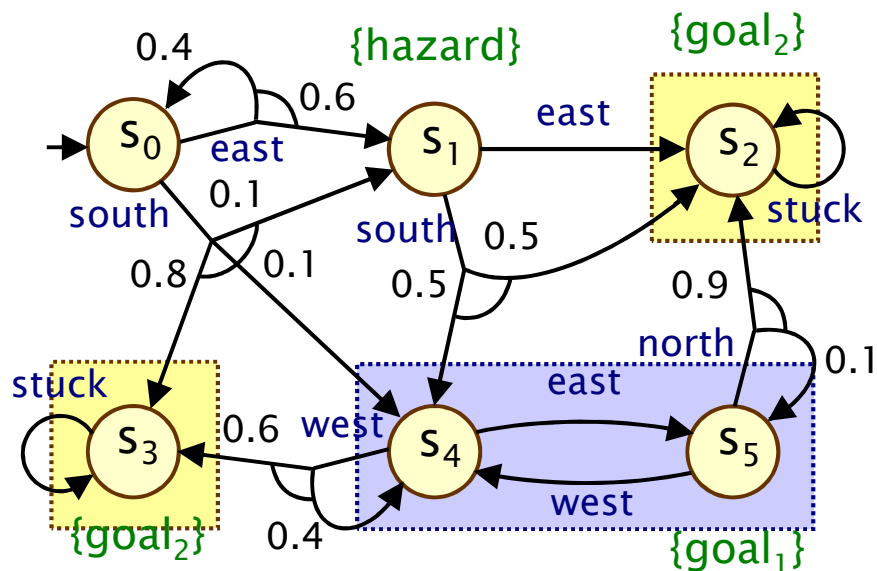 {goal₂}
0.4
{hazard}
0.6
east
s₀
s₁
s₂
east
0.1
south
south
stuck
0.5
0.8
0.1
0.5
0.9
north
0.1
stuck
east
0.6
west
s₃
s₄
s₅
west
0.4
{goal₂}
{goal₁}